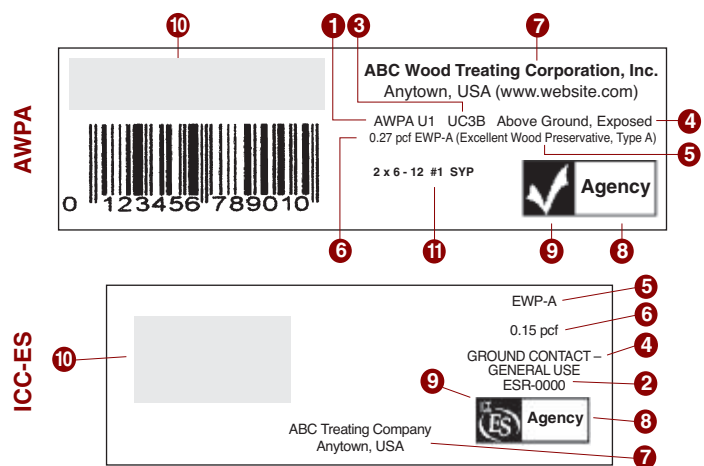 10
1 3 7
AWPA
ABC Wood Treating Corporation, Inc.
Anytown, USA (www.website.com)
AWPA U1 UC3B Above Ground, Exposed 4
0.27 pcf EWP-A (Excellent Wood Preservative, Type A)
5
2 x 6 - 12 #1 SYP
Agency
0 123456 789010
6 11 9 8
ICC-ES
EWP-A 5
0.15 pcf 6
GROUND CONTACT – 4
GENERAL USE
ESR-0000 2
10
9
ES Agency 8
ABC Treating Company
Anytown, USA 7